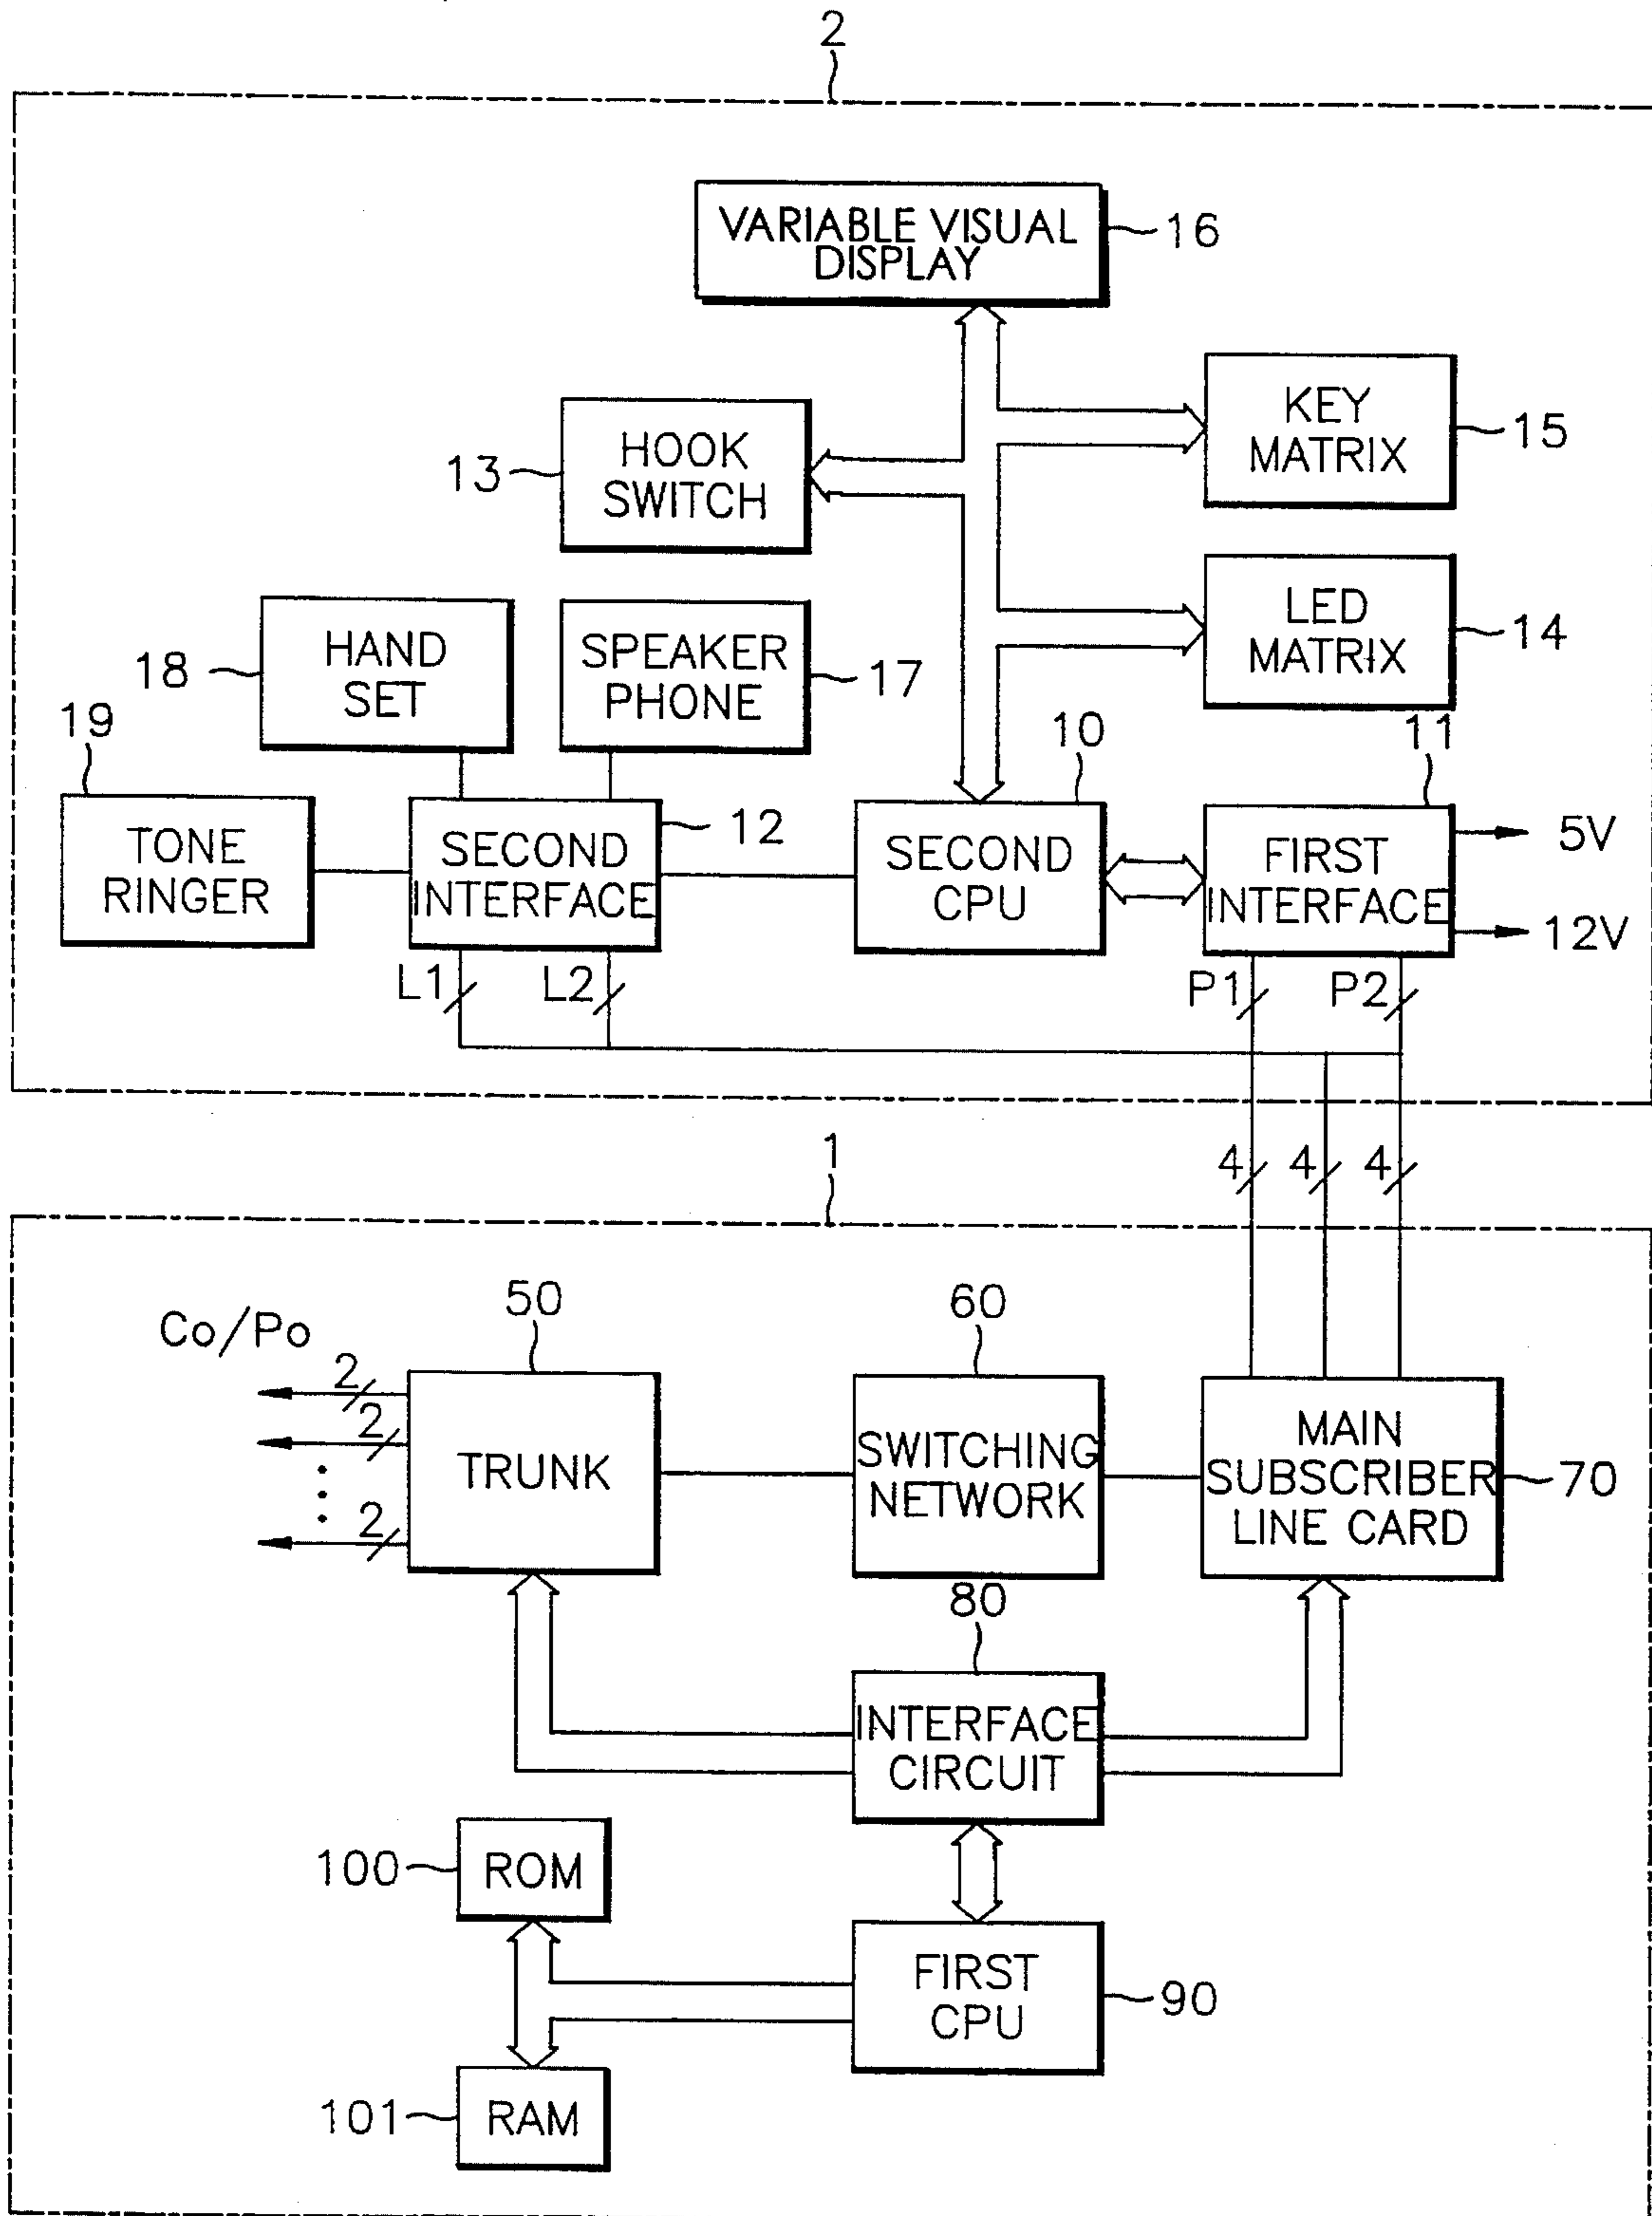 2
VARIABLE VISUAL
DISPLAY
16
KEY
MATRIX
15
HOOK
SWITCH
13
LED
MATRIX
14
HAND
SET
18
SPEAKER
PHONE
17
19
10
11
TONE
RINGER
SECOND
INTERFACE
12
SECOND
CPU
FIRST
INTERFACE
5V
12V
L1
L2
P1
P2
1
4
4
4
50
60
Co/Po
2
2
2
TRUNK
SWITCHING
NETWORK
MAIN
SUBSCRIBER
LINE CARD
70
80
INTERFACE
CIRCUIT
100
ROM
FIRST
CPU
90
101
RAM